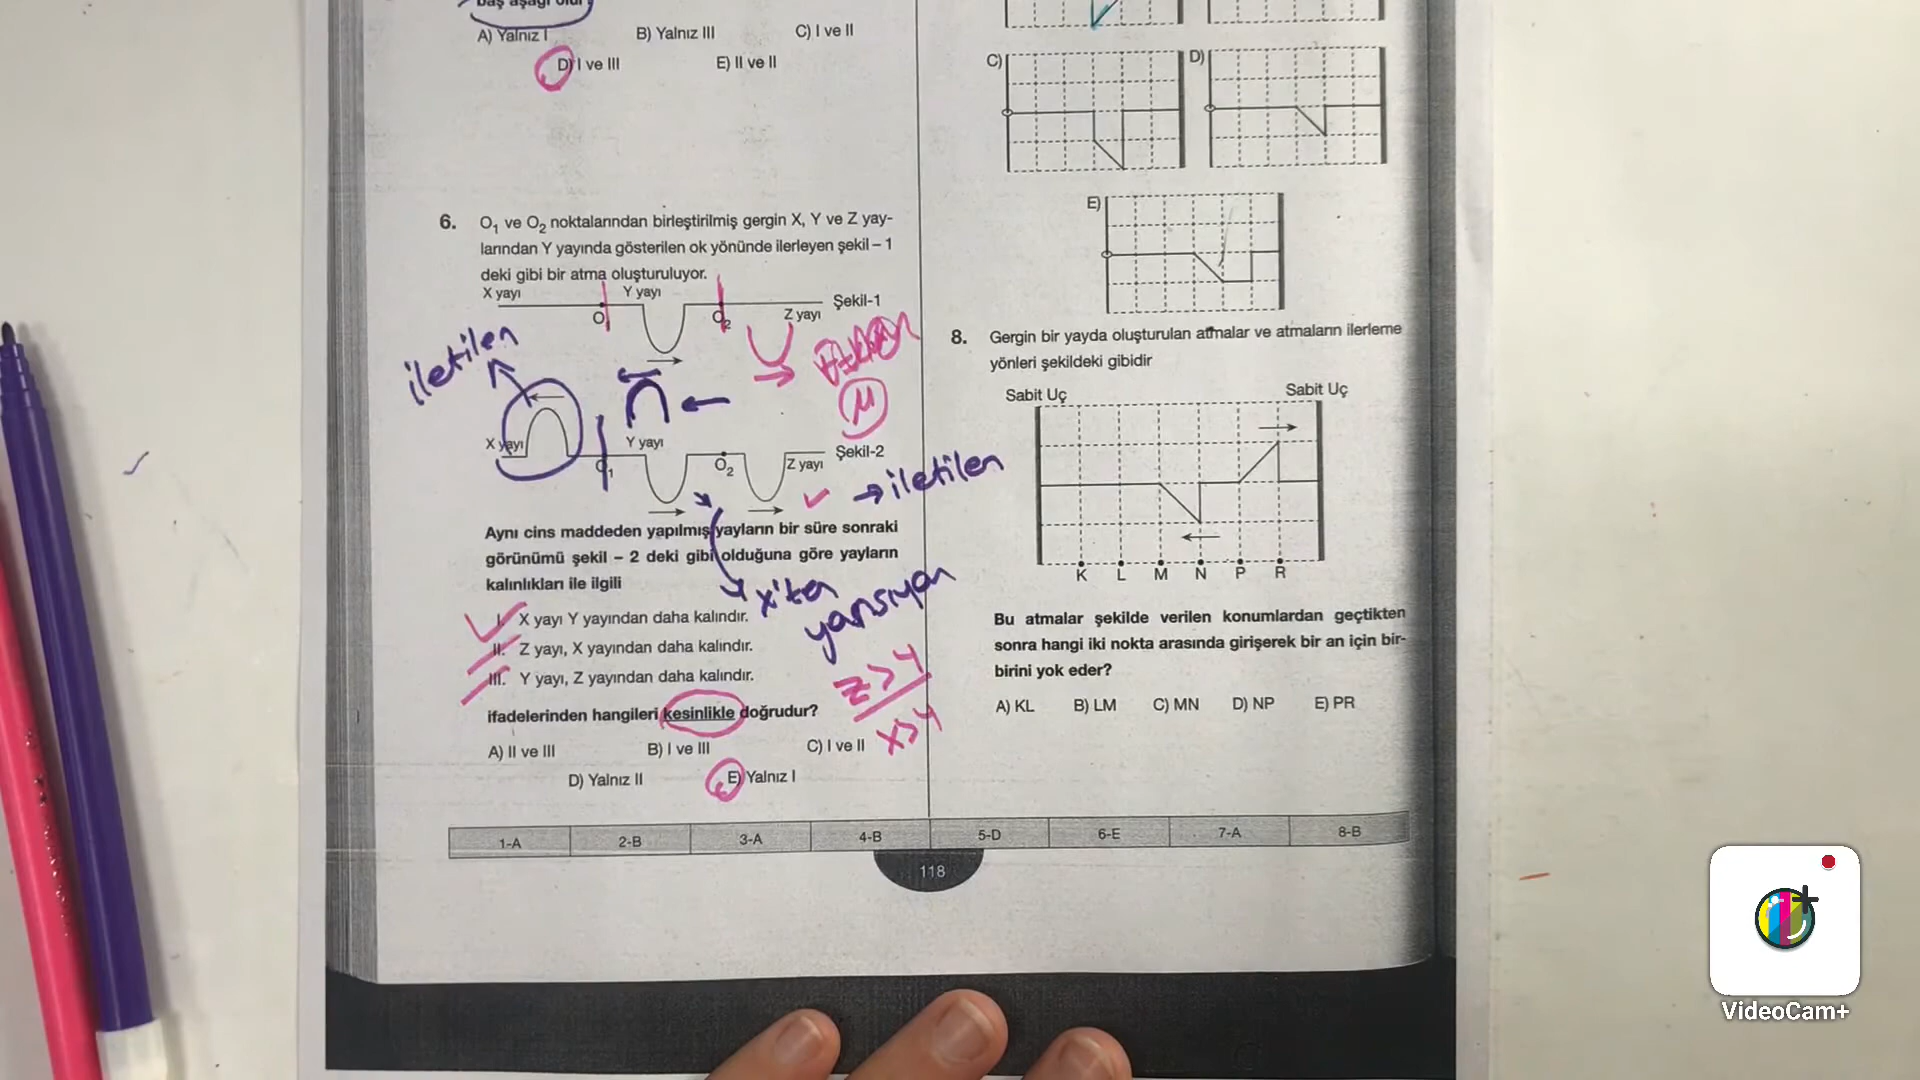 baş aşağı olur
A) Yalnız I B) Yalnız III C) I ve II
D) I ve III E) II ve II
6. O1 ve O2 noktalarından birleştirilmiş gergin X, Y ve Z yay-
larından Y yayında gösterilen ok yönünde ilerleyen şekil – 1
deki gibi bir atma oluşturuluyor.
X yayı Y yayı Şekil-1
O O2 Z yayı
iletilen
μ
X yayı Y yayı Şekil-2
O1 O2 Z yayı
→ iletilen
Aynı cins maddeden yapılmış yayların bir süre sonraki
görünümü şekil – 2 deki gibi olduğuna göre yayların
kalınlıkları ile ilgili
x'ten
yansıyan
I. X yayı Y yayından daha kalındır.
II. Z yayı, X yayından daha kalındır.
III. Y yayı, Z yayından daha kalındır.
z>y
x>y
ifadelerinden hangileri kesinlikle doğrudur?
A) II ve III B) I ve III C) I ve II
D) Yalnız II E) Yalnız I
C) D)
E)
8. Gergin bir yayda oluşturulan atmalar ve atmaların ilerleme
yönleri şekildeki gibidir
Sabit Uç Sabit Uç
K L M N P R
Bu atmalar şekilde verilen konumlardan geçtikten
sonra hangi iki nokta arasında girişerek bir an için bir-
birini yok eder?
A) KL B) LM C) MN D) NP E) PR
1-A 2-B 3-A 4-B 5-D 6-E 7-A 8-B
118
VideoCam+